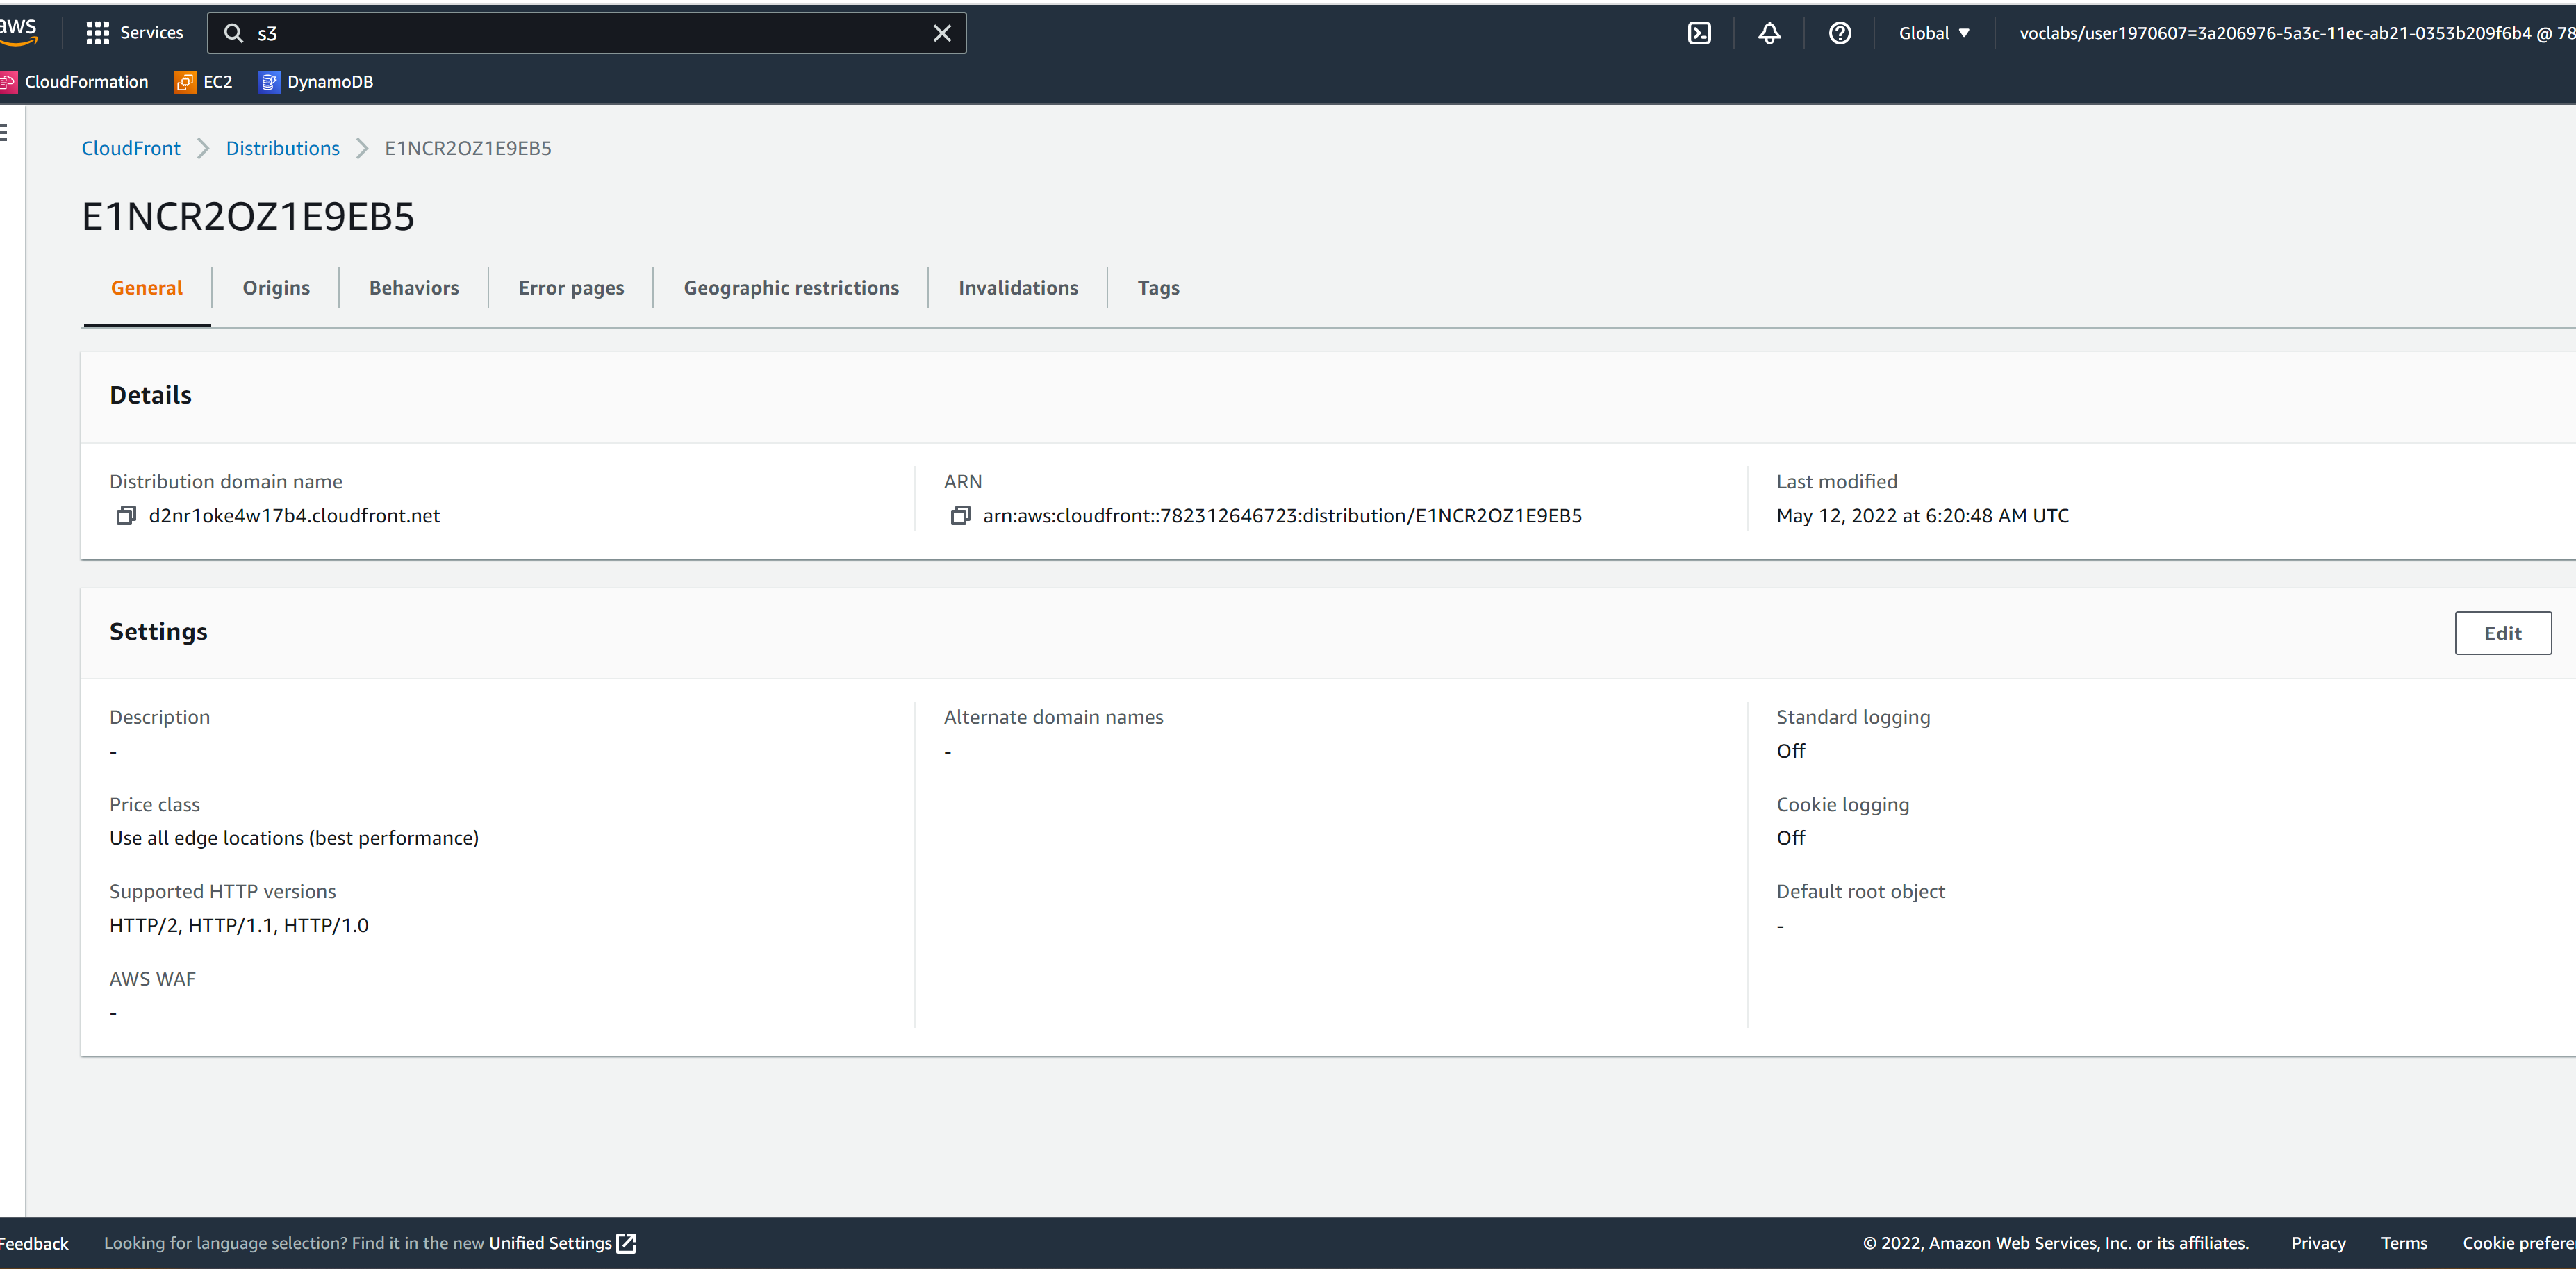 aws
Services
s3
Global
voclabs/user1970607=3a206976-5a3c-11ec-ab21-0353b209f6b4 @ 78
CloudFormation
EC2
DynamoDB
CloudFront
Distributions
E1NCR2OZ1E9EB5
E1NCR2OZ1E9EB5
General
Origins
Behaviors
Error pages
Geographic restrictions
Invalidations
Tags
Details
Distribution domain name
d2nr1oke4w17b4.cloudfront.net
ARN
arn:aws:cloudfront::782312646723:distribution/E1NCR2OZ1E9EB5
Last modified
May 12, 2022 at 6:20:48 AM UTC
Settings
Edit
Description
-
Price class
Use all edge locations (best performance)
Supported HTTP versions
HTTP/2, HTTP/1.1, HTTP/1.0
AWS WAF
-
Alternate domain names
-
Standard logging
Off
Cookie logging
Off
Default root object
-
Feedback
Looking for language selection? Find it in the new Unified Settings
© 2022, Amazon Web Services, Inc. or its affiliates.
Privacy
Terms
Cookie prefere